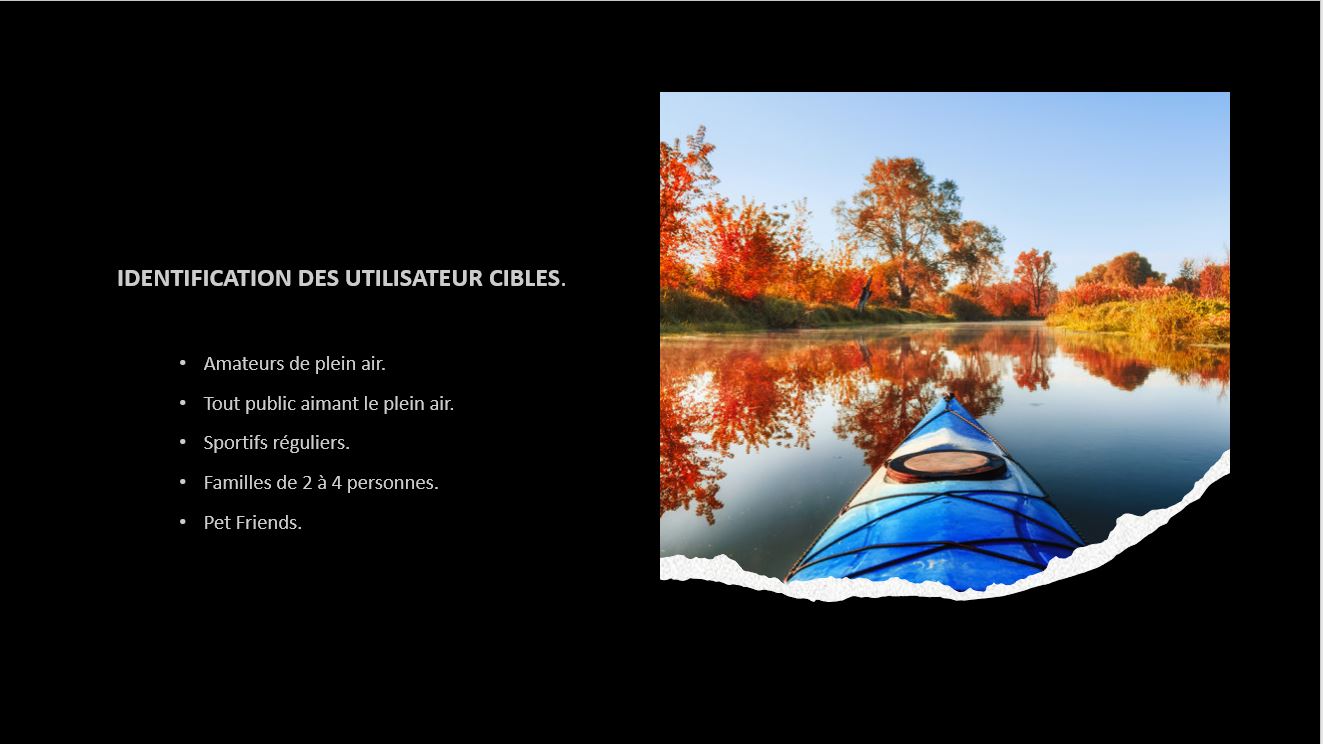 IDENTIFICATION DES UTILISATEUR CIBLES.
• Amateurs de plein air.
• Tout public aimant le plein air.
• Sportifs réguliers.
• Familles de 2 à 4 personnes.
• Pet Friends.